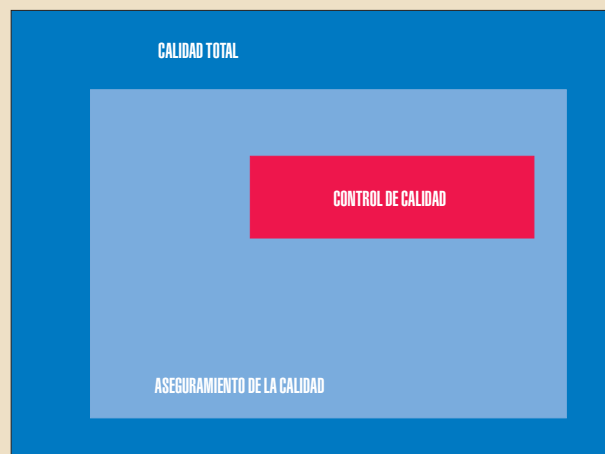 CALIDAD TOTAL
CONTROL DE CALIDAD
ASEGURAMIENTO DE LA CALIDAD